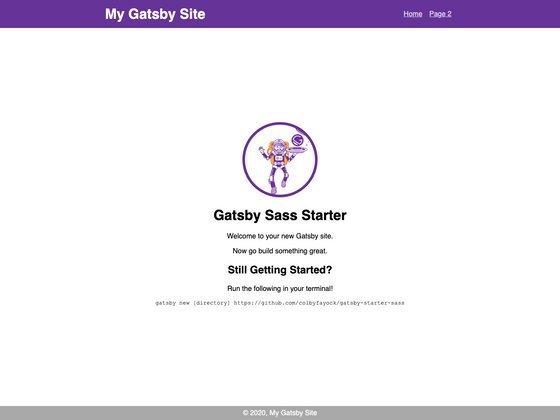 My Gatsby Site
Home Page 2
Gatsby Sass Starter
Welcome to your new Gatsby site.
Now go build something great.
Still Getting Started?
Run the following in your terminal!
gatsby new [directory] https://github.com/colbyfayock/gatsby-starter-sass
© 2020, My Gatsby Site